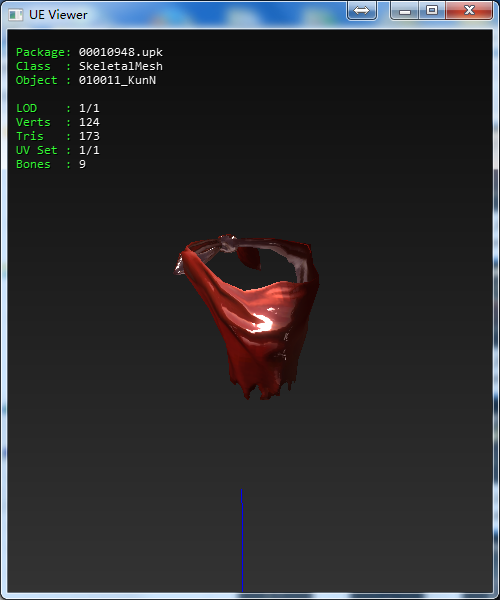 UE Viewer
Package: 00010948.upk
Class : SkeletalMesh
Object : 010011_KunN
LOD : 1/1
Verts : 124
Tris : 173
UV Set : 1/1
Bones : 9